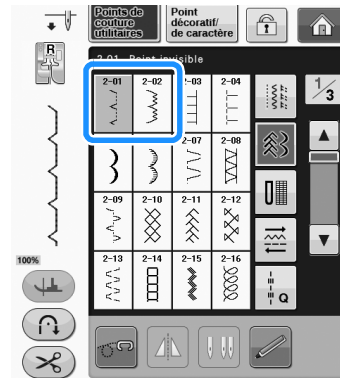 Points de
couture
utilitaires
Point
décoratif/
de caractère
R
2-01 Point invisible
1/3
2-01 2-02 2-03 2-04
2-07 2-08
2-09 2-10 2-11 2-12
100%
2-13 2-14 2-15 2-16
Q